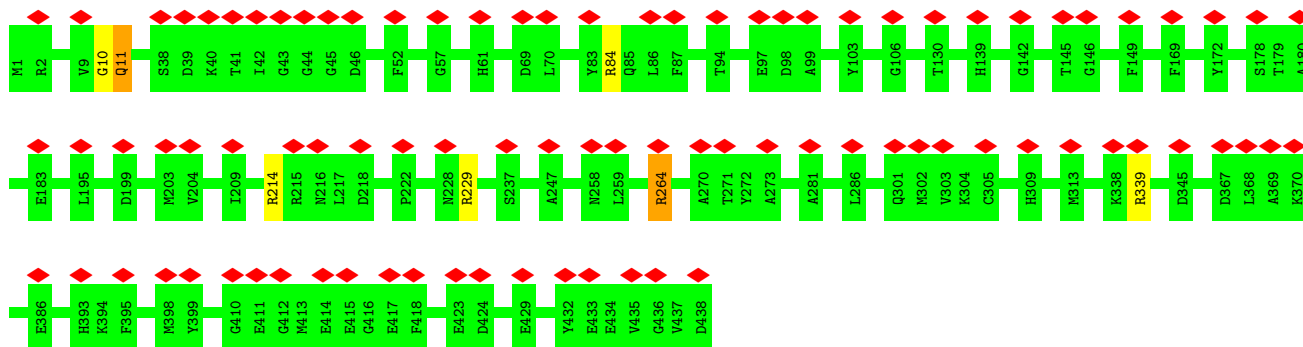 M1 R2 V9 G10 Q11 S38 D39 K40 T41 I42 G43 G44 G45 D46 F52 G57 H61 D69 L70 Y83 R84 Q85 L86 F87 T94 E97 D98 A99 Y103 G106 T130 H139 G142 T145 G146 F149 F169 Y172 S178 T179 A180
E183 L195 D199 M203 V204 I209 R214 R215 N216 L217 D218 P222 N228 R229 S237 A247 N258 L259 R264 A270 T271 Y272 A273 A281 L286 Q301 M302 V303 K304 C305 H309 M313 K338 R339 D345 D367 L368 A369 K370
E386 H393 K394 F395 M398 Y399 G410 E411 G412 M413 E414 E415 G416 E417 F418 E423 D424 E429 Y432 E433 E434 V435 G436 V437 D438